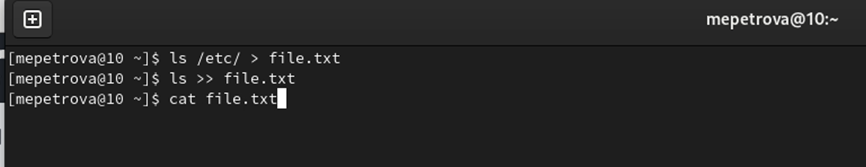 mepetrova@10:~
[mepetrova@10 ~]$ ls /etc/ > file.txt
[mepetrova@10 ~]$ ls >> file.txt
[mepetrova@10 ~]$ cat file.txt